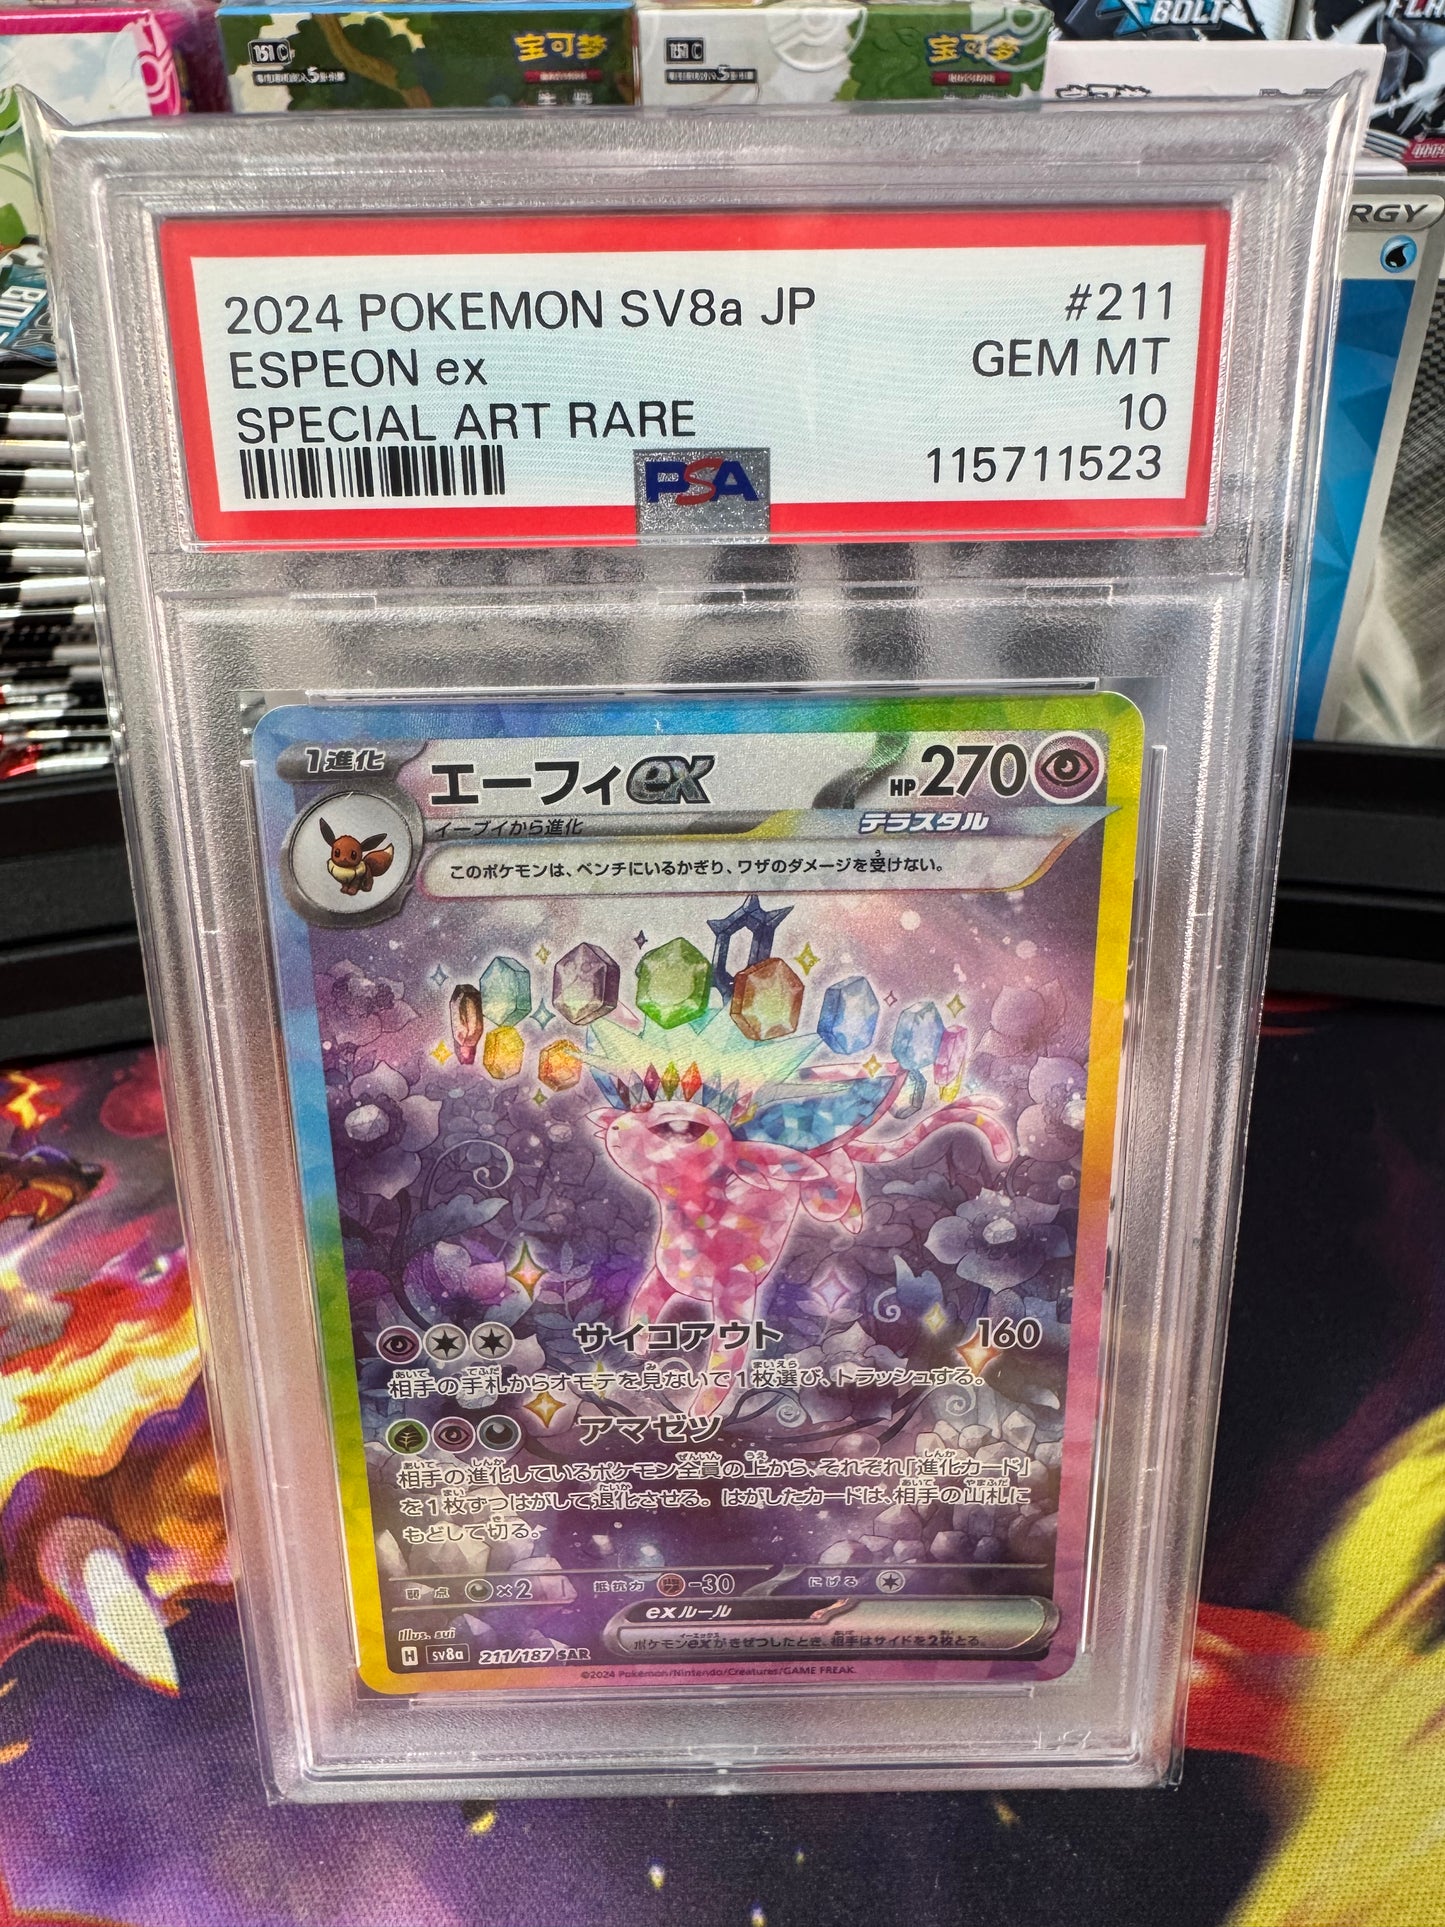 151 C
宝可梦
151 C
宝可梦
BOLT
RGY
2024 POKEMON SV8a JP #211
ESPEON ex GEM MT
SPECIAL ART RARE 10
PSA 115711523
1進化
エーフィex HP270
イーブイから進化 テラスタル
このポケモンは、ベンチにいるかぎり、ワザのダメージを受けない。
サイコアウト 160
相手の手札からオモテを見ないで1枚選び、トラッシュする。
アマゼツ
相手の進化しているポケモン全員の上から、それぞれ「進化カード」
を1枚ずつはがして退化させる。はがしたカードは、相手の山札に
もどして切る。
弱点 ×2 抵抗力 -30 にげる
exルール
ポケモンexがきぜつしたとき、相手はサイドを2枚とる。
Illus. sui
H sv8a 211/187 SAR
©2024 Pokémon/Nintendo/Creatures/GAME FREAK.